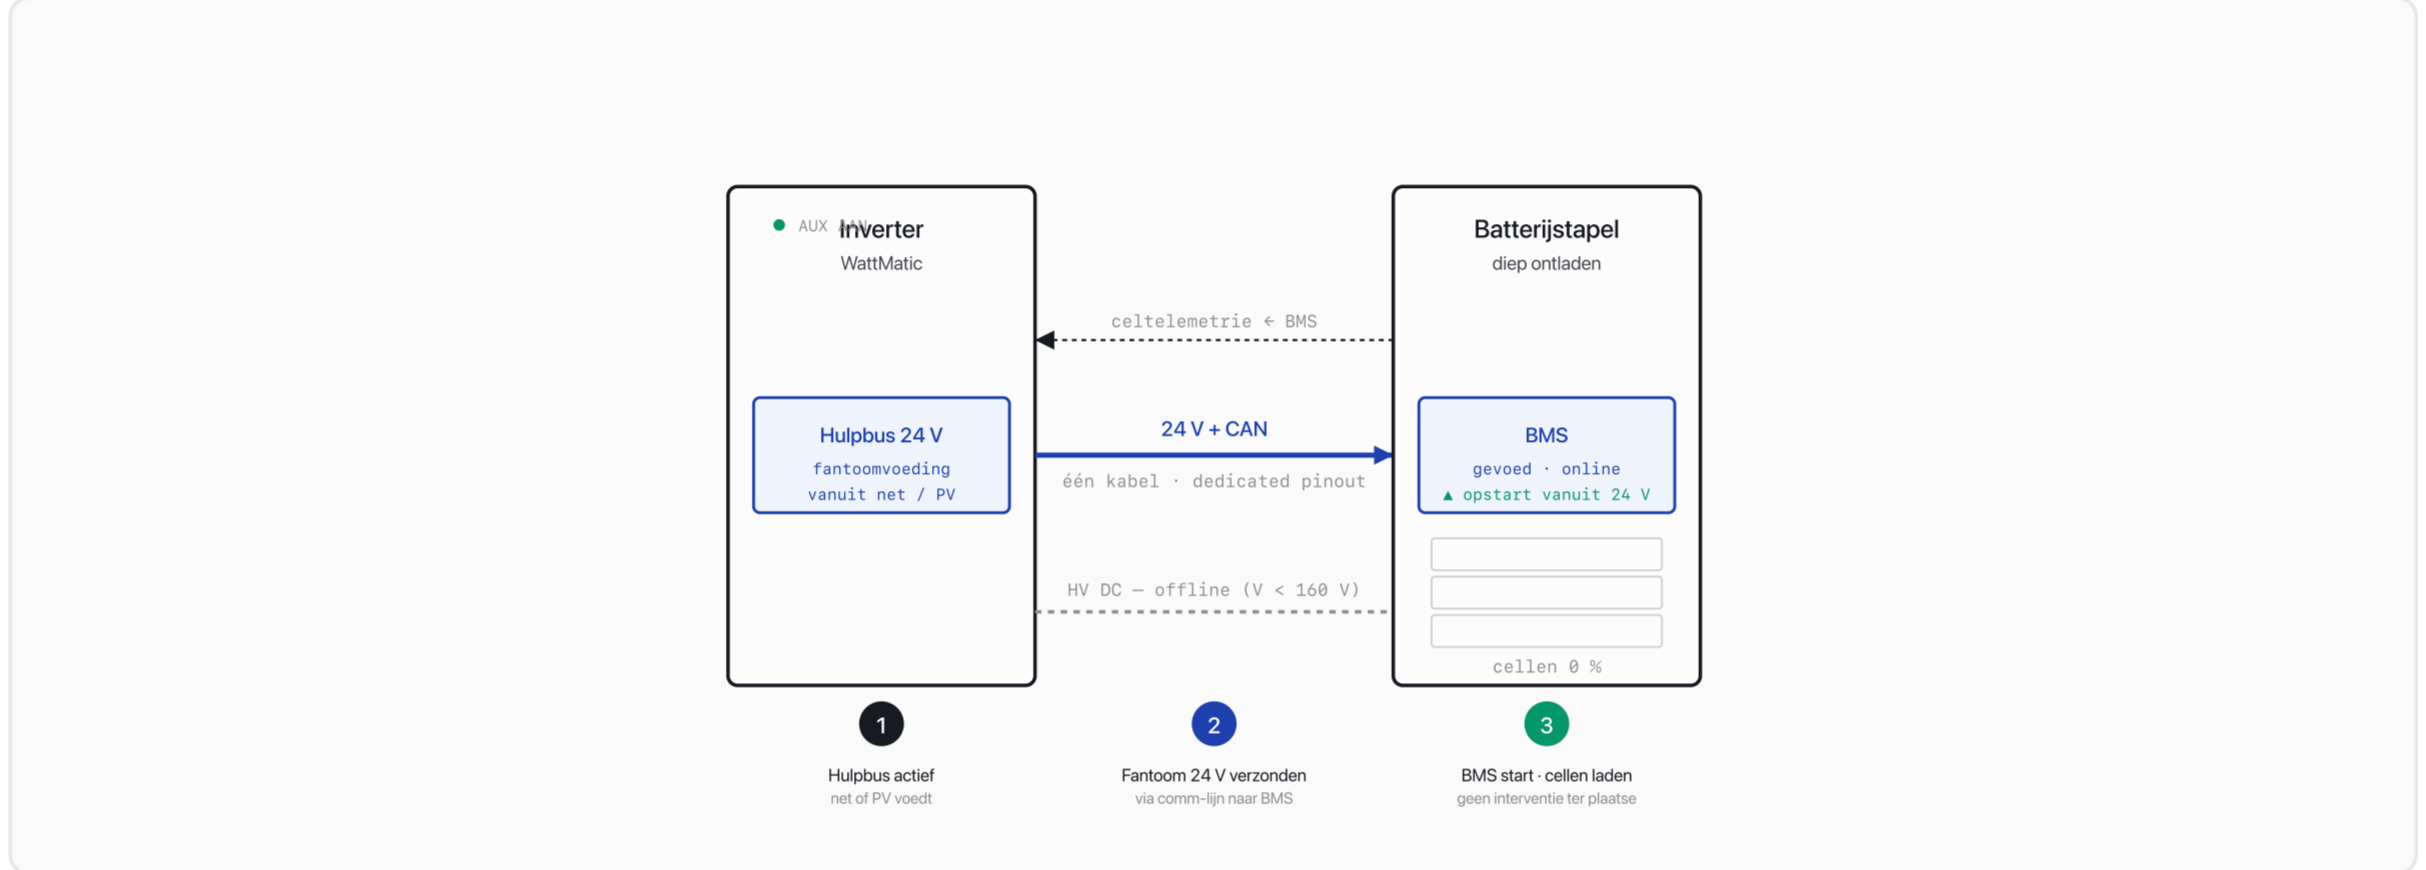 AUX AAN
Inverter
WattMatic
Batterijstapel
diep ontladen
celtelemetrie ← BMS
Hulpbus 24 V
fantoomvoeding
vanuit net / PV
24 V + CAN
één kabel · dedicated pinout
BMS
gevoed · online
▲ opstart vanuit 24 V
HV DC — offline (V < 160 V)
cellen 0 %
1
Hulpbus actief
net of PV voedt
2
Fantoom 24 V verzonden
via comm-lijn naar BMS
3
BMS start · cellen laden
geen interventie ter plaatse